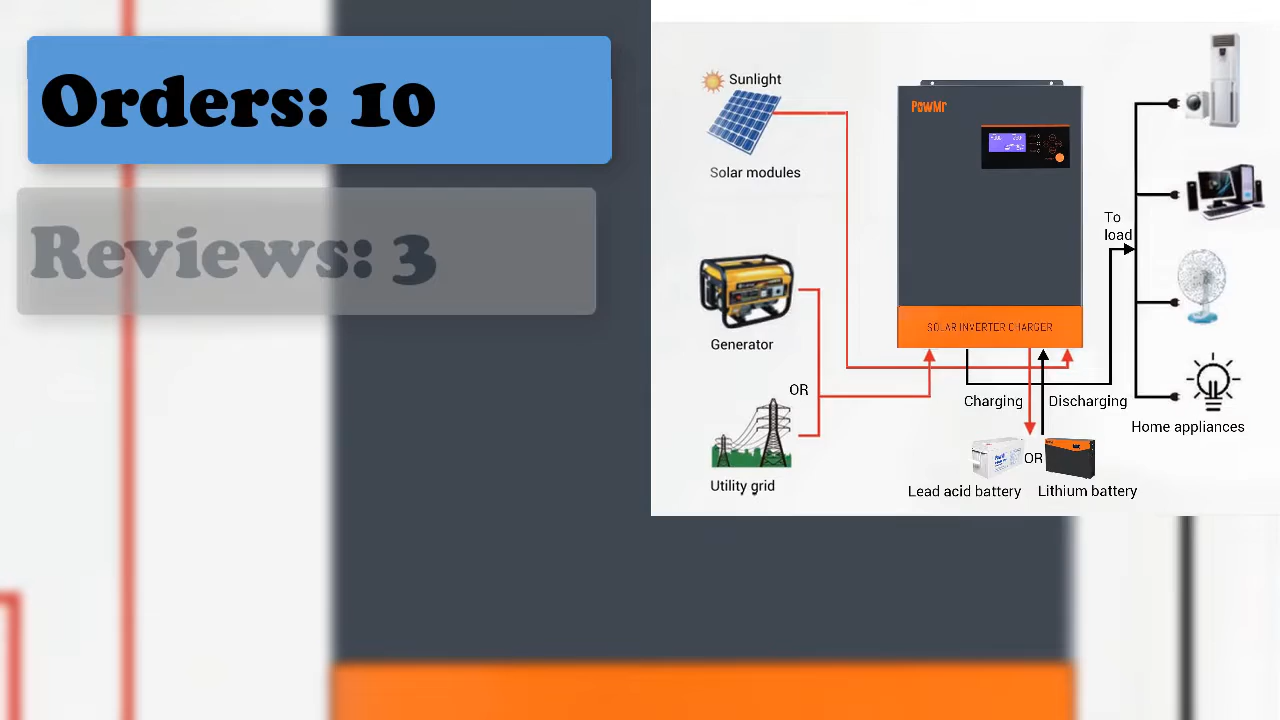 Orders: 10
Reviews: 3
Sunlight
Solar modules
Generator
OR
Utility grid
PowMr
SOLAR INVERTER CHARGER
To
load
Charging
Discharging
OR
Lead acid battery
Lithium battery
Home appliances